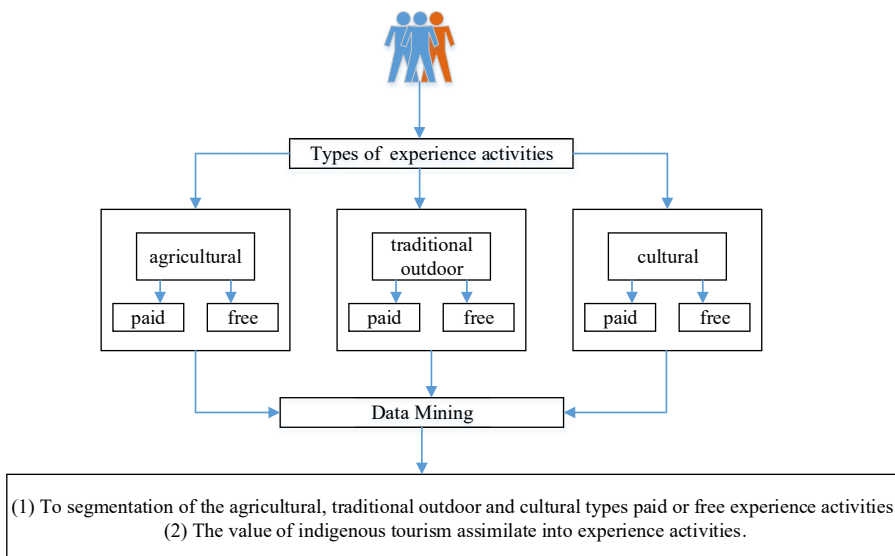 Types of experience activities
agricultural
paid
free
traditional
outdoor
paid
free
cultural
paid
free
Data Mining
(1) To segmentation of the agricultural, traditional outdoor and cultural types paid or free experience activities
(2) The value of indigenous tourism assimilate into experience activities.